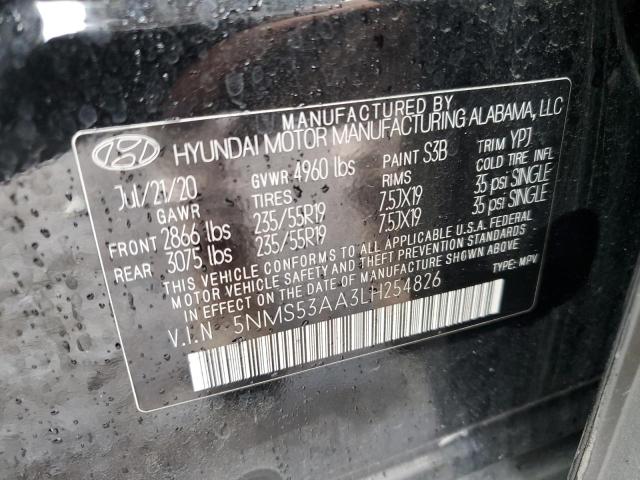 MANUFACTURED BY
HYUNDAI MOTOR MANUFACTURING ALABAMA, LLC
Jul/21/20 GVWR 4960 lbs PAINT S3B TRIM YPJ
GAWR TIRES RIMS COLD TIRE INFL
FRONT 2866 lbs 235/55R19 7.5JX19 35 psi SINGLE
REAR 3075 lbs 235/55R19 7.5JX19 35 psi SINGLE
THIS VEHICLE CONFORMS TO ALL APPLICABLE U.S.A. FEDERAL
MOTOR VEHICLE SAFETY AND THEFT PREVENTION STANDARDS
IN EFFECT ON THE DATE OF MANUFACTURE SHOWN ABOVE
V.I.N 5NMS53AA3LH254826 TYPE: MPV